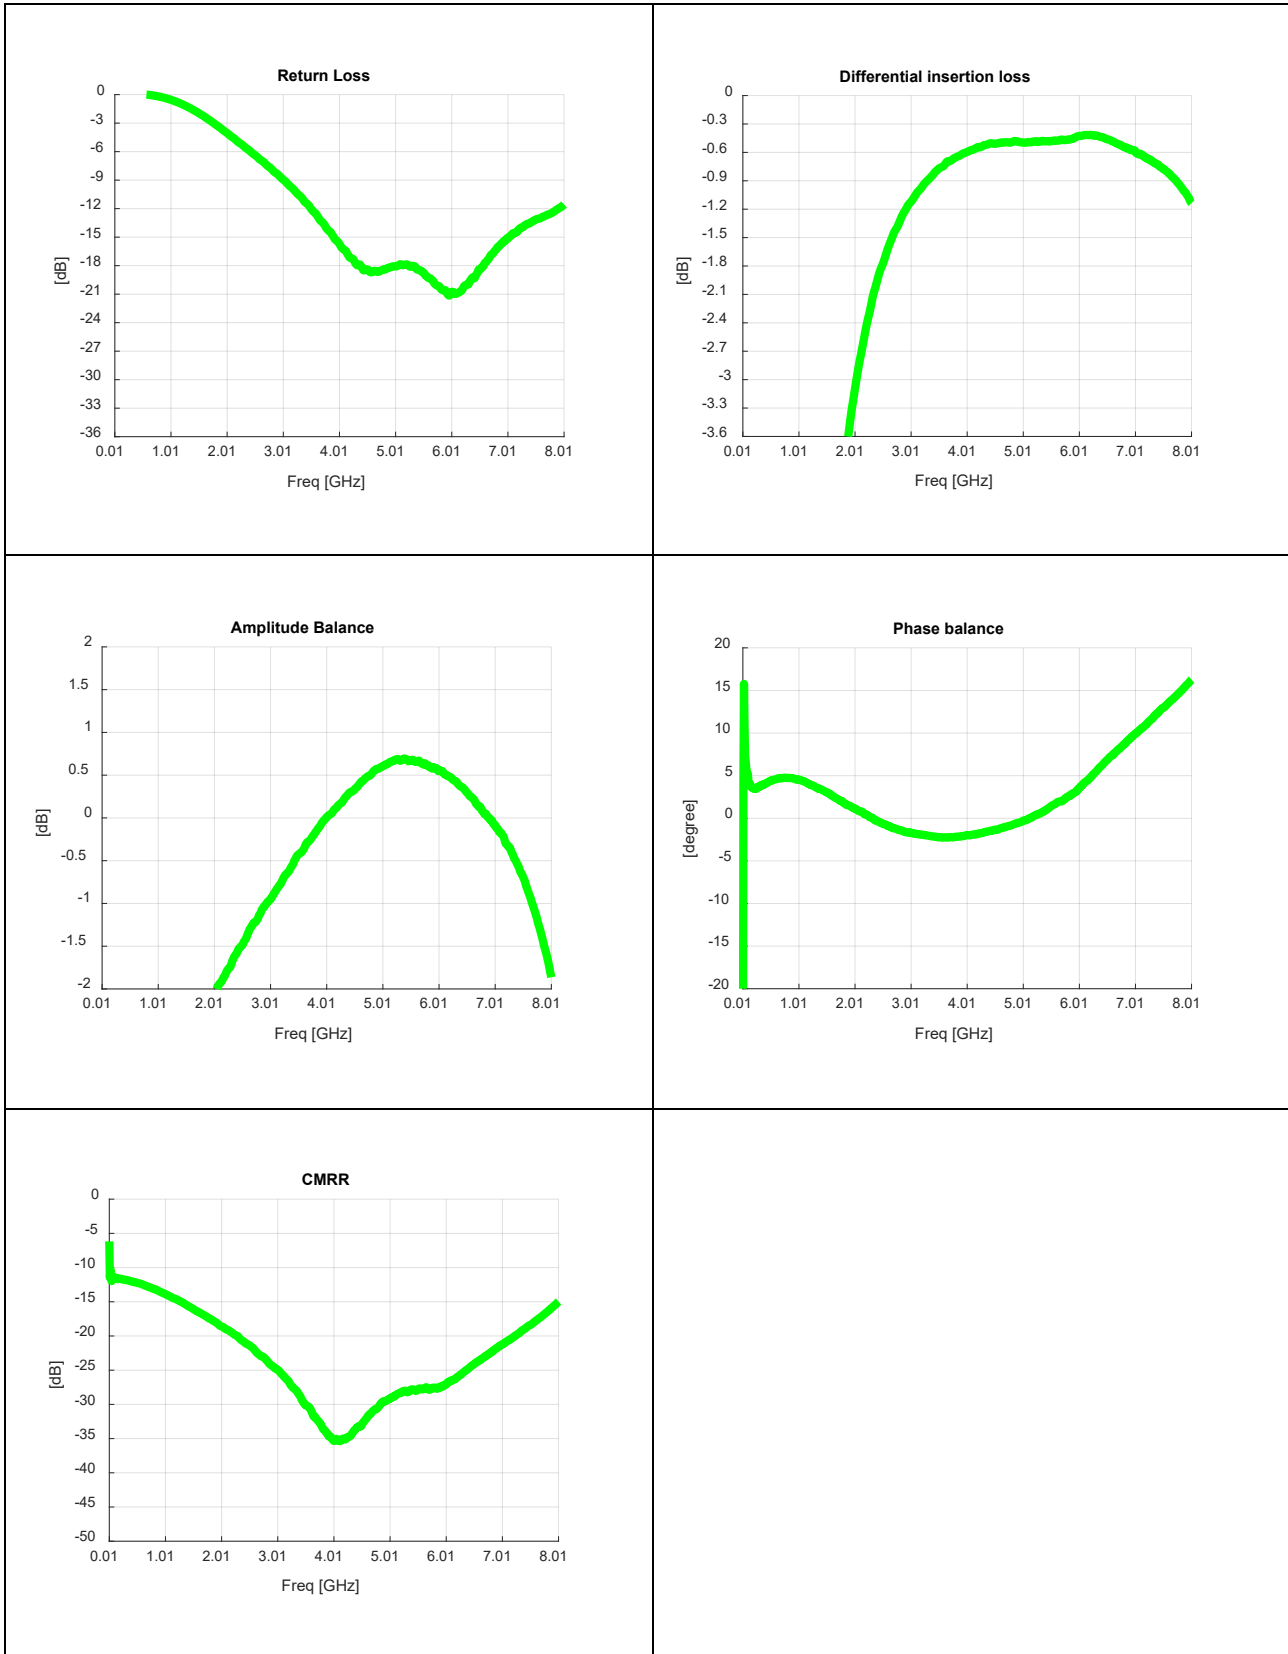 Return Loss
0
-3
-6
-9
-12
-15
-18
-21
-24
-27
-30
-33
-36
[dB]
0.01 1.01 2.01 3.01 4.01 5.01 6.01 7.01 8.01
Freq [GHz]
Differential insertion loss
0
-0.3
-0.6
-0.9
-1.2
-1.5
-1.8
-2.1
-2.4
-2.7
-3
-3.3
-3.6
[dB]
0.01 1.01 2.01 3.01 4.01 5.01 6.01 7.01 8.01
Freq [GHz]
Amplitude Balance
2
1.5
1
0.5
0
-0.5
-1
-1.5
-2
[dB]
0.01 1.01 2.01 3.01 4.01 5.01 6.01 7.01 8.01
Freq [GHz]
Phase balance
20
15
10
5
0
-5
-10
-15
-20
[degree]
0.01 1.01 2.01 3.01 4.01 5.01 6.01 7.01 8.01
Freq [GHz]
CMRR
0
-5
-10
-15
-20
-25
-30
-35
-40
-45
-50
[dB]
0.01 1.01 2.01 3.01 4.01 5.01 6.01 7.01 8.01
Freq [GHz]